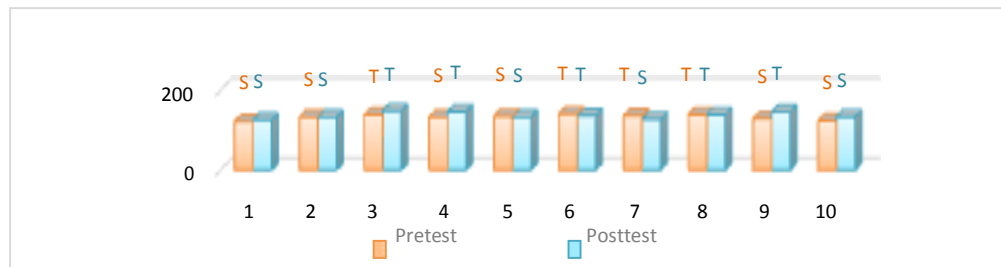 S S S S T T S T S S T T T S T T S T S S
200
0
1 2 3 4 5 6 7 8 9 10
Pretest Posttest